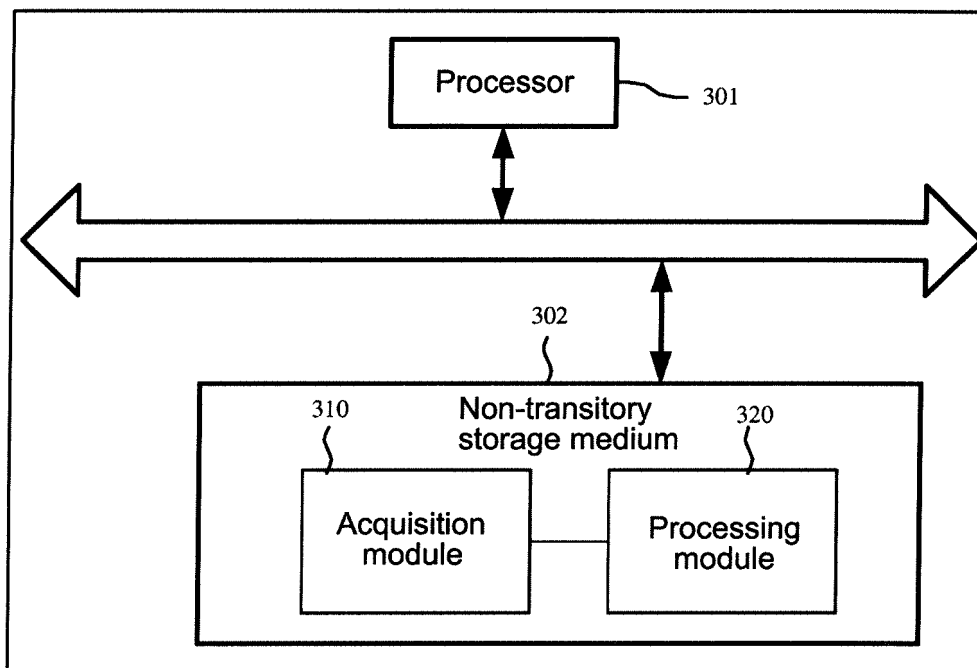 Processor
301
302
Non-transitory
storage medium
310
320
Acquisition
module
Processing
module